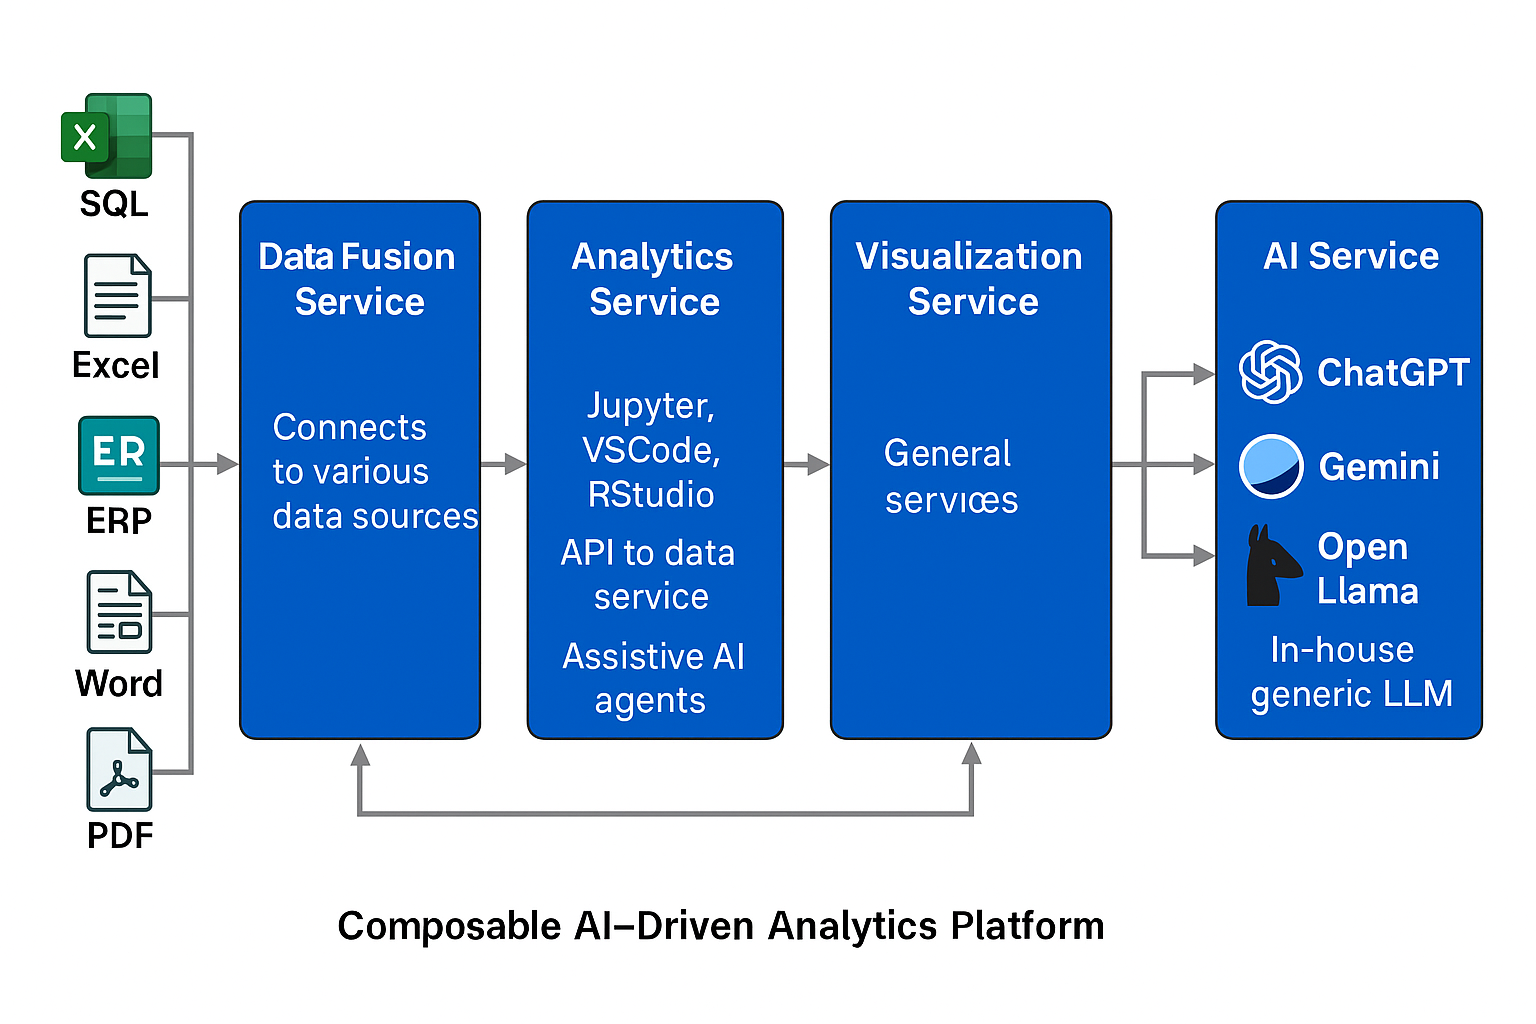 X
SQL
Excel
ER
ERP
Word
PDF
Data Fusion
Service
Connects
to various
data sources
Analytics
Service
Jupyter,
VSCode,
RStudio
API to data
service
Assistive AI
agents
Visualization
Service
General
services
AI Service
ChatGPT
Gemini
Open
Llama
In-house
generic LLM
Composable AI–Driven Analytics Platform